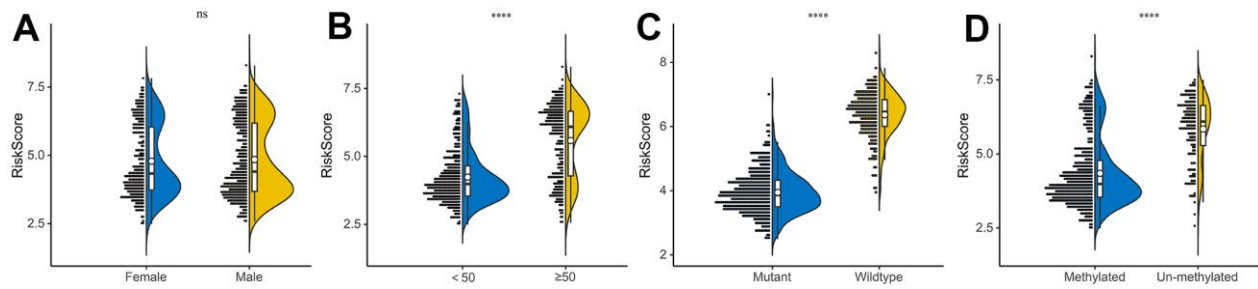 A
ns
RiskScore
7.5
5.0
2.5
Female
Male
B
****
RiskScore
7.5
5.0
2.5
< 50
≥50
C
****
RiskScore
8
6
4
2
Mutant
Wildtype
D
****
RiskScore
7.5
5.0
2.5
Methylated
Un-methylated